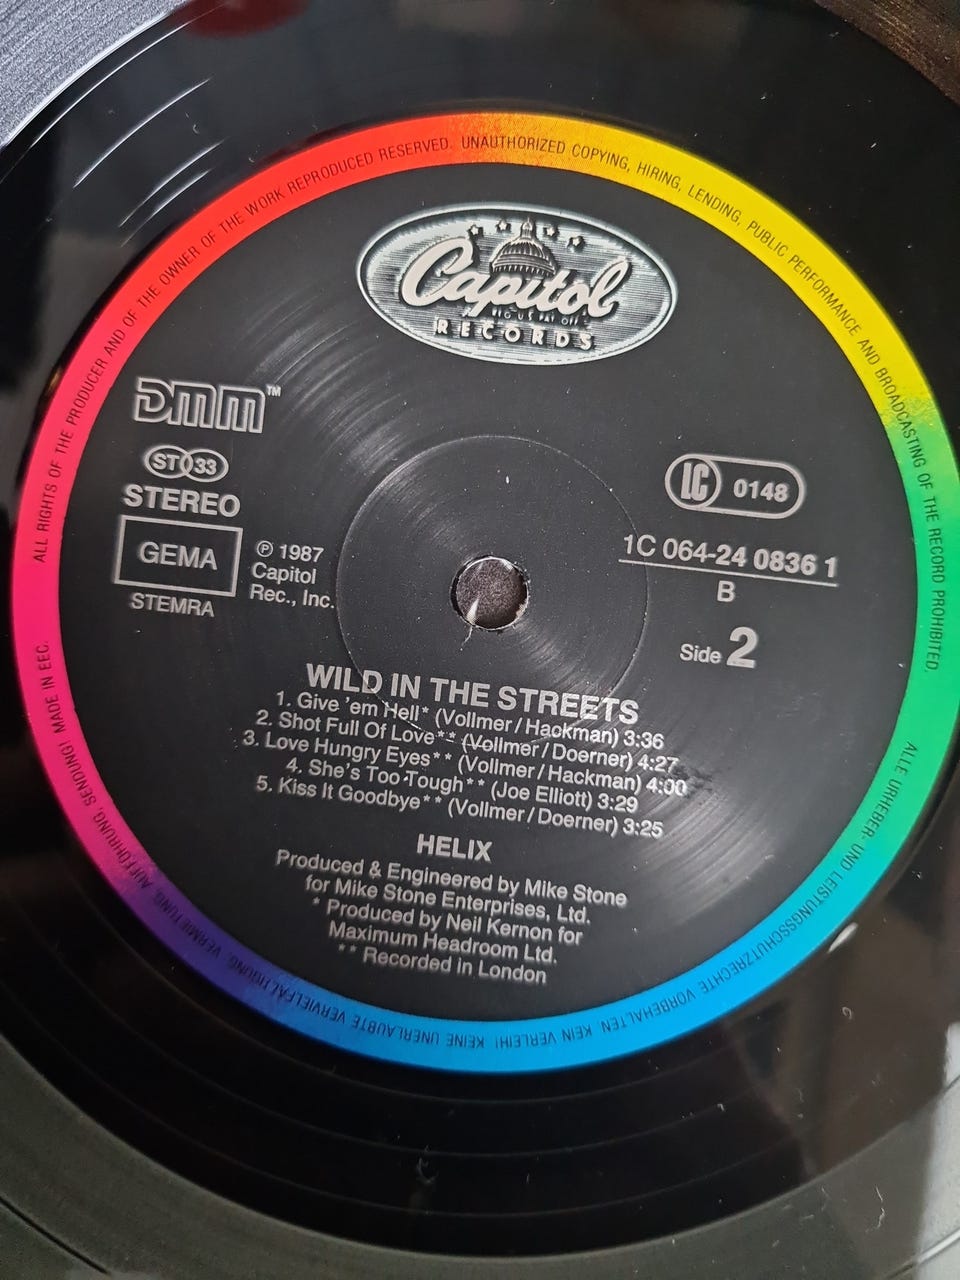 ALL RIGHTS OF THE PRODUCER AND OF THE OWNER OF THE WORK REPRODUCED RESERVED. UNAUTHORIZED COPYING, HIRING, LENDING, PUBLIC PERFORMANCE AND BROADCASTING OF THE RECORD PROHIBITED.
Capitol
RECORDS
DMM™
ST 33
STEREO
GEMA
STEMRA
℗ 1987
Capitol
Rec., Inc.
LC 0148
1C 064-24 0836 1
B
Side 2
WILD IN THE STREETS
1. Give 'em Hell* (Vollmer/Hackman) 3:36
2. Shot Full Of Love** (Vollmer/Doerner) 4:27
3. Love Hungry Eyes** (Vollmer/Hackman) 4:00
4. She's Too Tough** (Joe Elliott) 3:29
5. Kiss It Goodbye** (Vollmer/Doerner) 3:25
HELIX
Produced & Engineered by Mike Stone
for Mike Stone Enterprises, Ltd.
* Produced by Neil Kernon for
Maximum Headroom Ltd.
** Recorded in London
ALLE URHEBER- UND LEISTUNGSSCHUTZRECHTE VORBEHALTEN. KEIN VERLEIH! KEINE UNERLAUBTE VERVIELFÄLTIGUNG, VERMIETUNG, AUFFÜHRUNG, SENDUNG! MADE IN EEC.